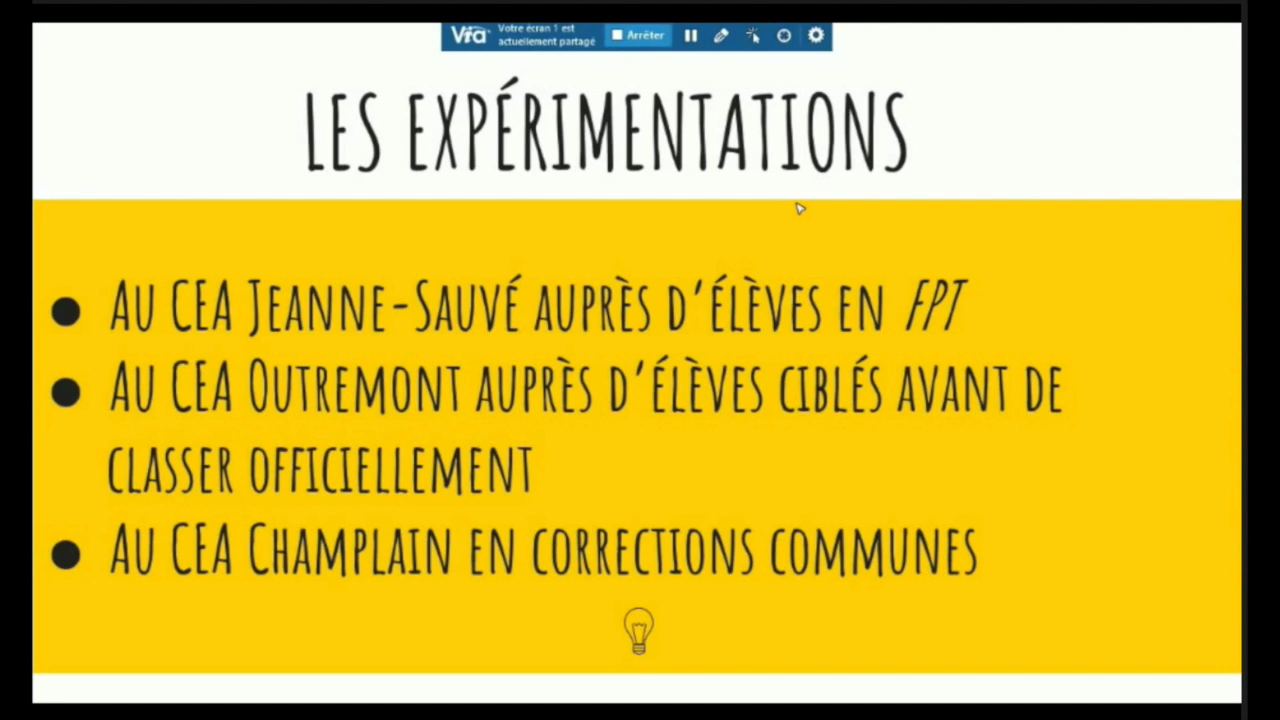 Via
Votre écran 1 est
actuellement partagé
Arrêter
LES EXPÉRIMENTATIONS
● AU CEA JEANNE-SAUVÉ AUPRÈS D'ÉLÈVES EN FPT
● AU CEA OUTREMONT AUPRÈS D'ÉLÈVES CIBLÉS AVANT DE
CLASSER OFFICIELLEMENT
● AU CEA CHAMPLAIN EN CORRECTIONS COMMUNES